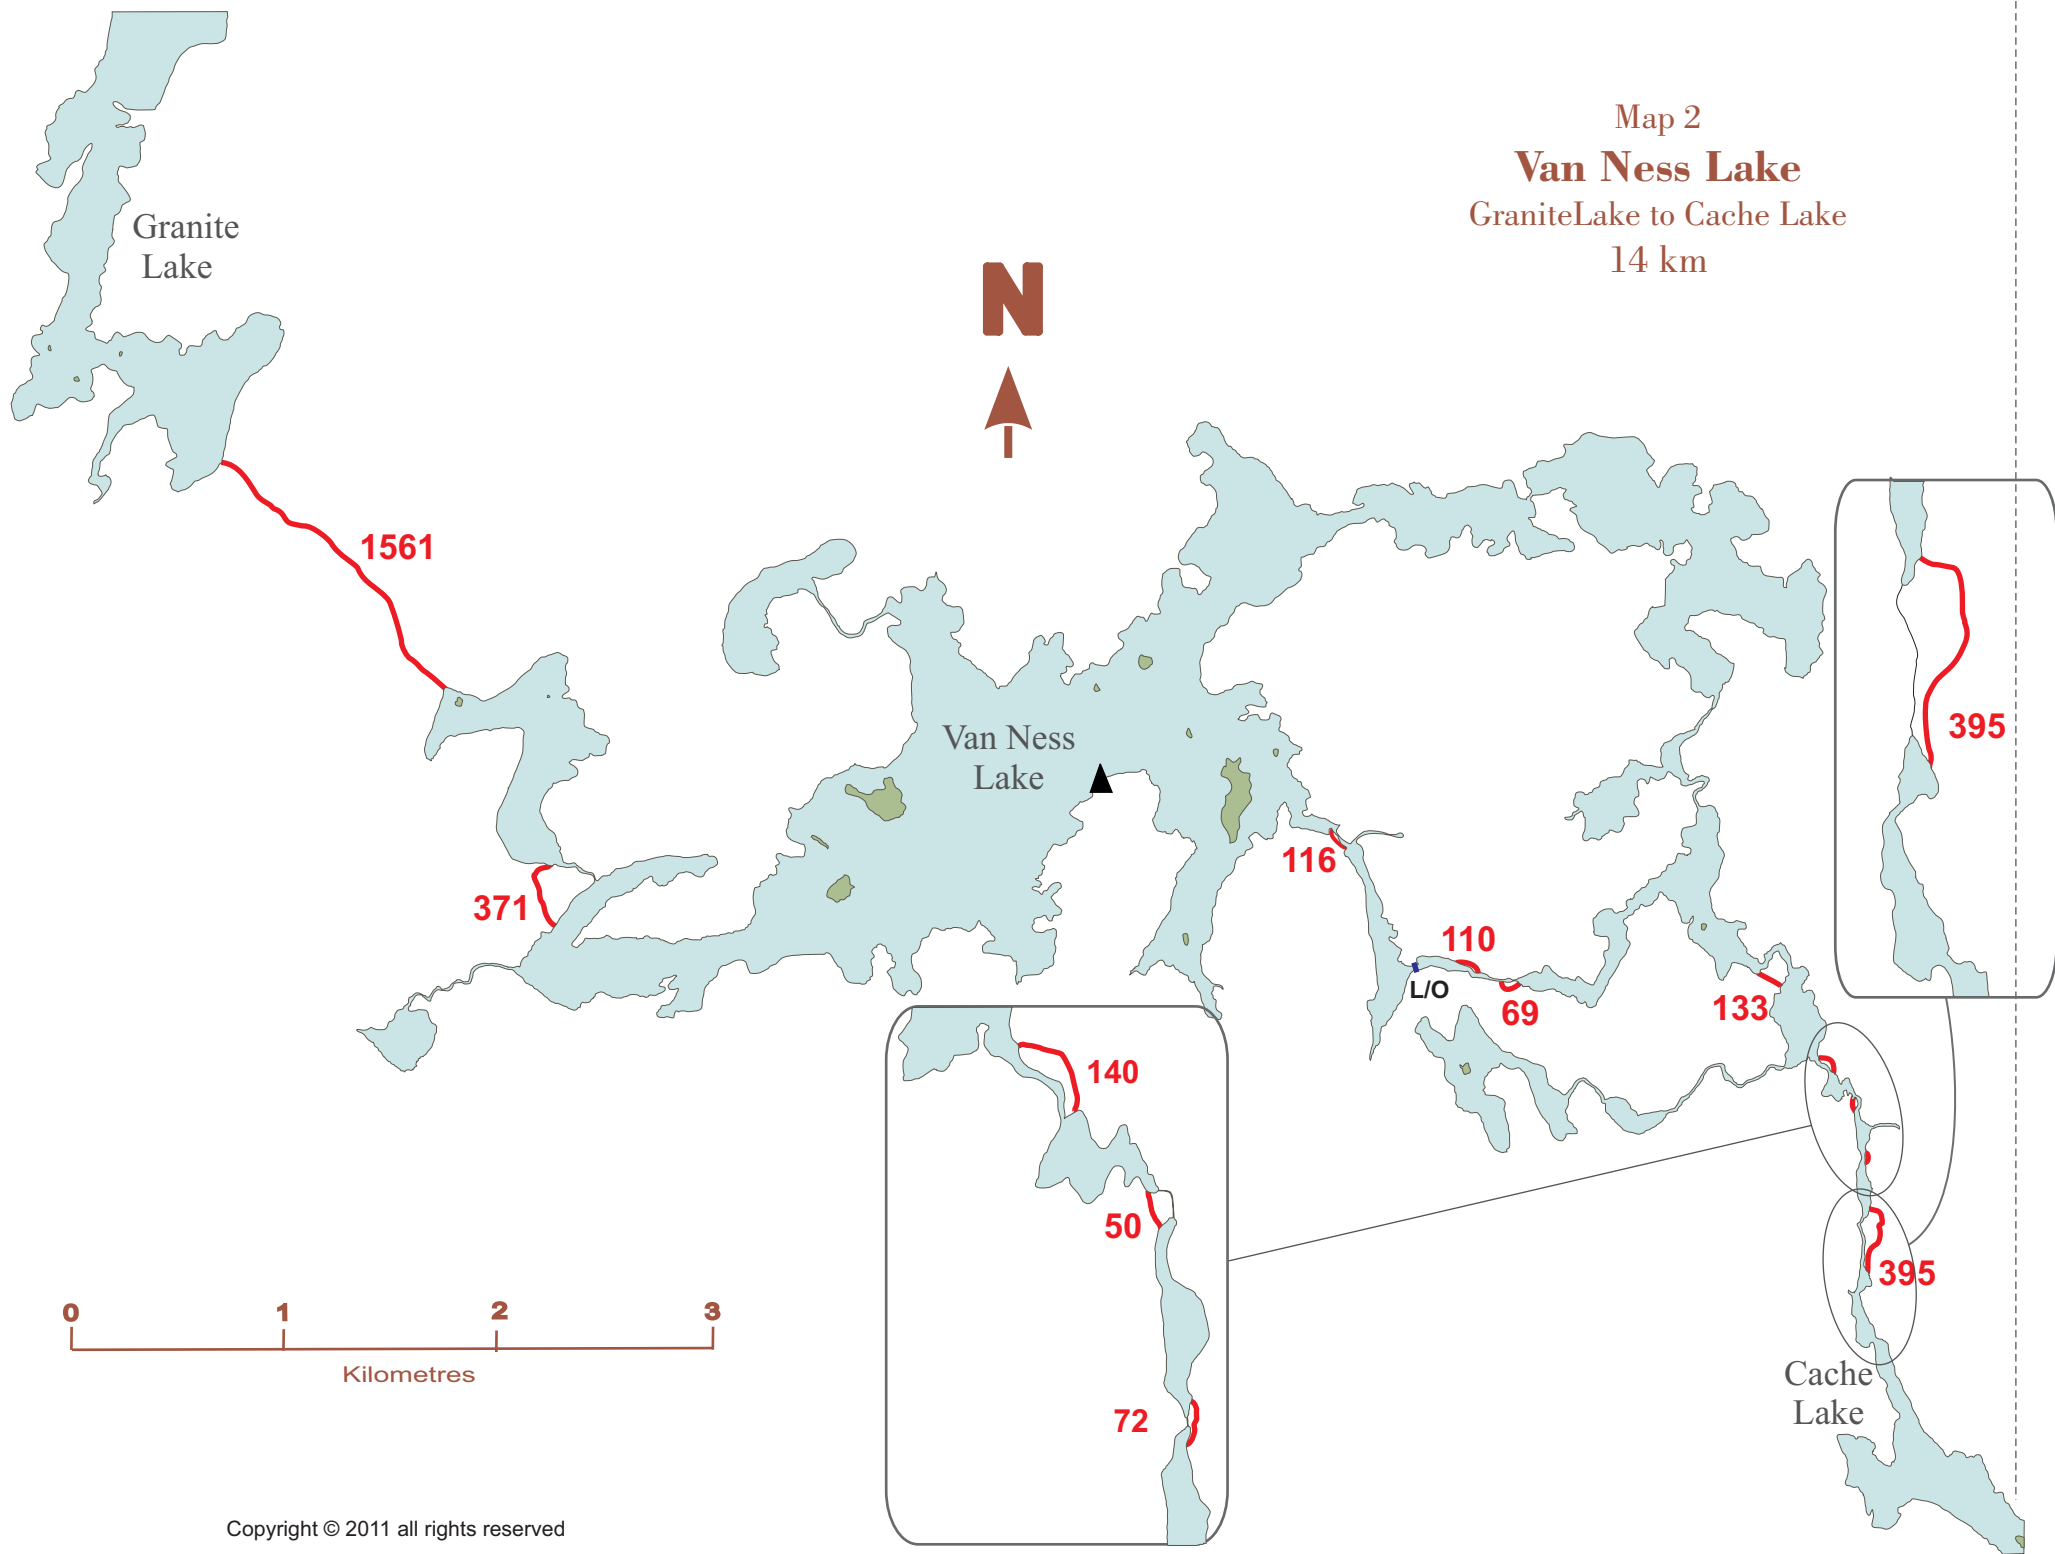 Map 2
Van Ness Lake
GraniteLake to Cache Lake
14 km
Granite
Lake
N
1561
395
Van Ness
Lake
116
371
110
L/O
69
133
140
50
395
72
0 1 2 3
Kilometres
Cache
Lake
Copyright © 2011 all rights reserved